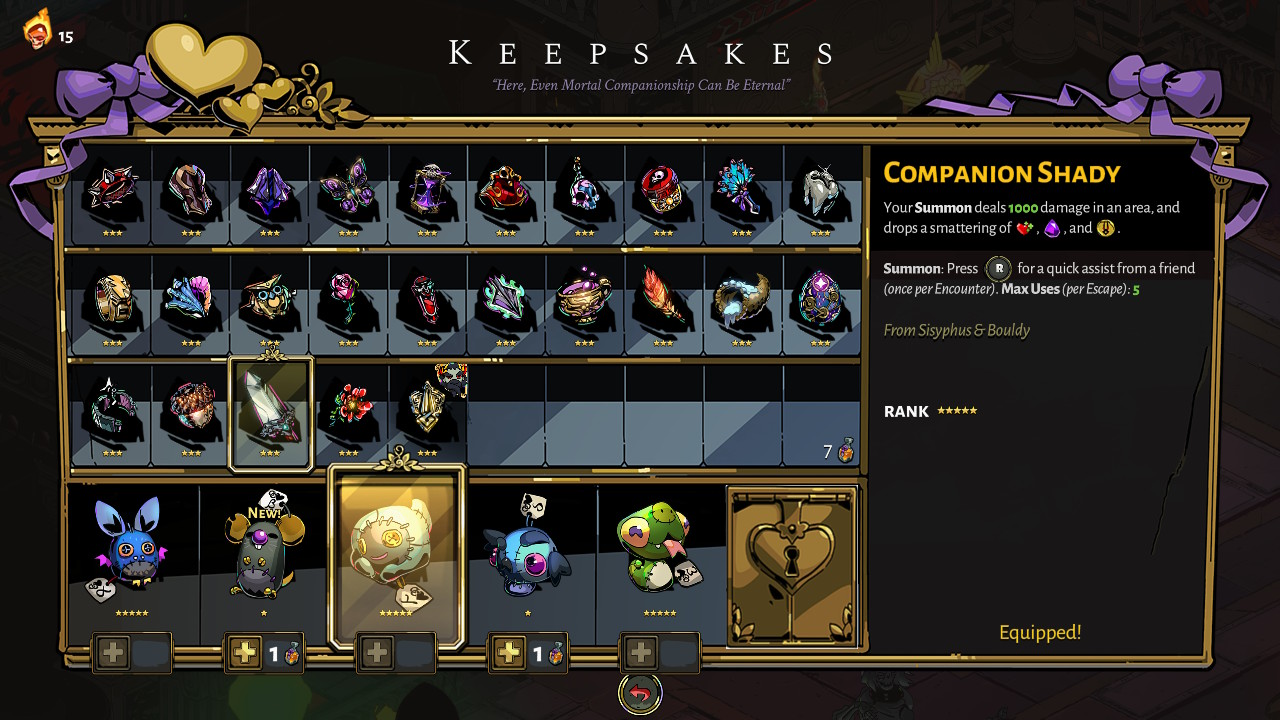 15
KEEPSAKES
"Here, Even Mortal Companionship Can Be Eternal"
COMPANION SHADY
Your Summon deals 1000 damage in an area, and
drops a smattering of , , and .
Summon: Press R for a quick assist from a friend
(once per Encounter). Max Uses (per Escape): 5
From Sisyphus & Bouldy
RANK
7
NEW!
Equipped!
1
1